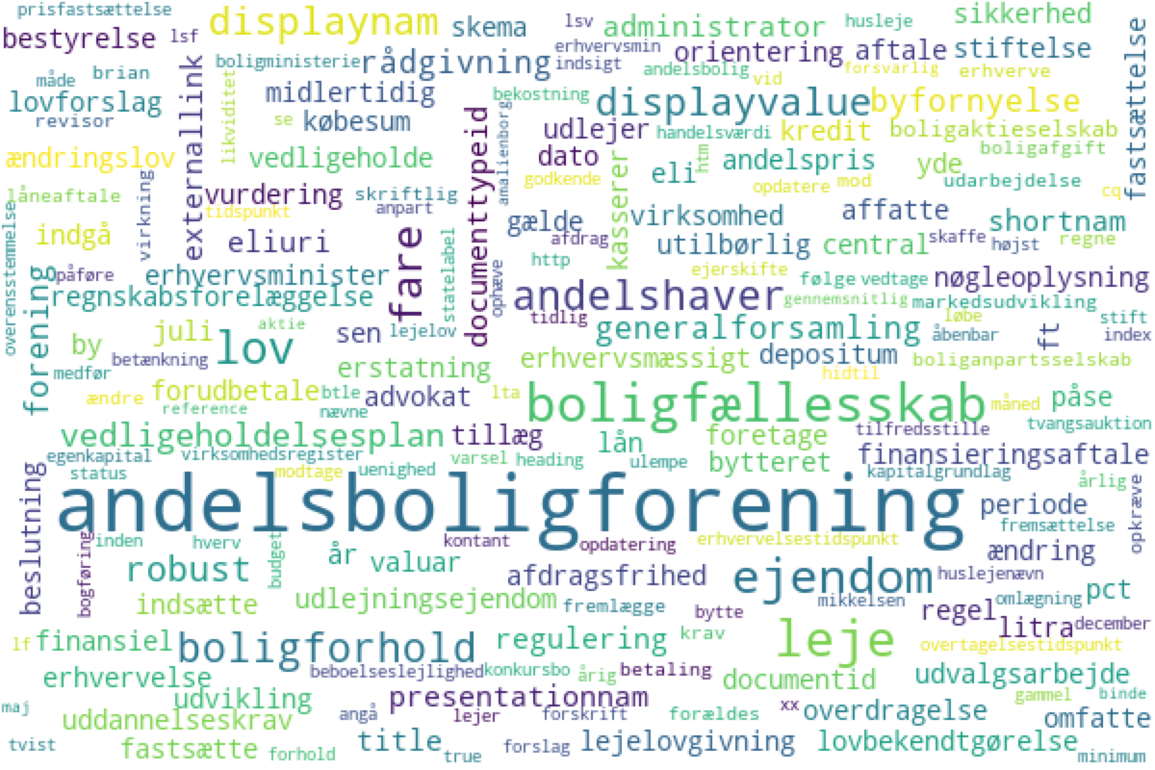 prisfastsættelse displaynam skema lsv administrator husleje sikkerhed
bestyrelse lsf boligministerie rådgivning erhvervsmin indsigt orientering aftale stiftelse fastsættelse
måde brian externallink likviditet midlertidig bekostning andelsbolig vid forsvarlig erhverve
lovforslag revisor se købesum documenttypeid amalienborg displayvalue byfornyelse
udlejer handelsværdi kredit boligaktieselskab
ændringslov vedligeholde dato htm andelspris boligafgift
låneaftale virkning vurdering skriftlig godkende kasserer eli opdatere mod yde udarbejdelse cq
overensstemmelse tidspunkt anpart gælde virksomhed affatte shortnam
indgå eliuri fare statelabel afdrag utilbørlig central skaffe højst regne
forening påføre erhvervsminister ophæve http ejerskifte følge vedtage nøgleoplysning
regnskabsforelæggelse andelshaver gennemsnitlig markedsudvikling
juli aktie sen lejelov tidlig generalforsamling løbe åbenbar ft stift index
by betænkning lov erstatning erhvervsmæssigt depositum boliganpartsselskab
medfør forudbetale btle advokat lta boligfællesskab hidtil måned påse
ændre reference nævne tvangsauktion
vedligeholdelsesplan tillæg lån foretage tilfredsstille
egenkapital virksomhedsregister varsel heading ulempe bytteret finansieringsaftale
beslutning status modtage uenighed kapitalgrundlag årlig
andelsboligforening periode opkræve
bogføring inden hverv budget kontant opdatering erhvervelsestidspunkt fremsættelse
robust år valuar afdragsfrihed ejendom ændring
indsætte udlejningsejendom fremlægge mikkelsen huslejenævn omlægning pct
bytte regel litra december
lf finansiel boligforhold regulering krav leje overtagelsestidspunkt
erhvervelse beboelseslejlighed konkursbo årig betaling documentid udvalgsarbejde
maj udvikling presentationnam gammel binde
uddannelseskrav angå lejer forskrift forældes xx overdragelse omfatte
tvist fastsætte forhold title true forslag lejelovgivning lovbekendtgørelse minimum